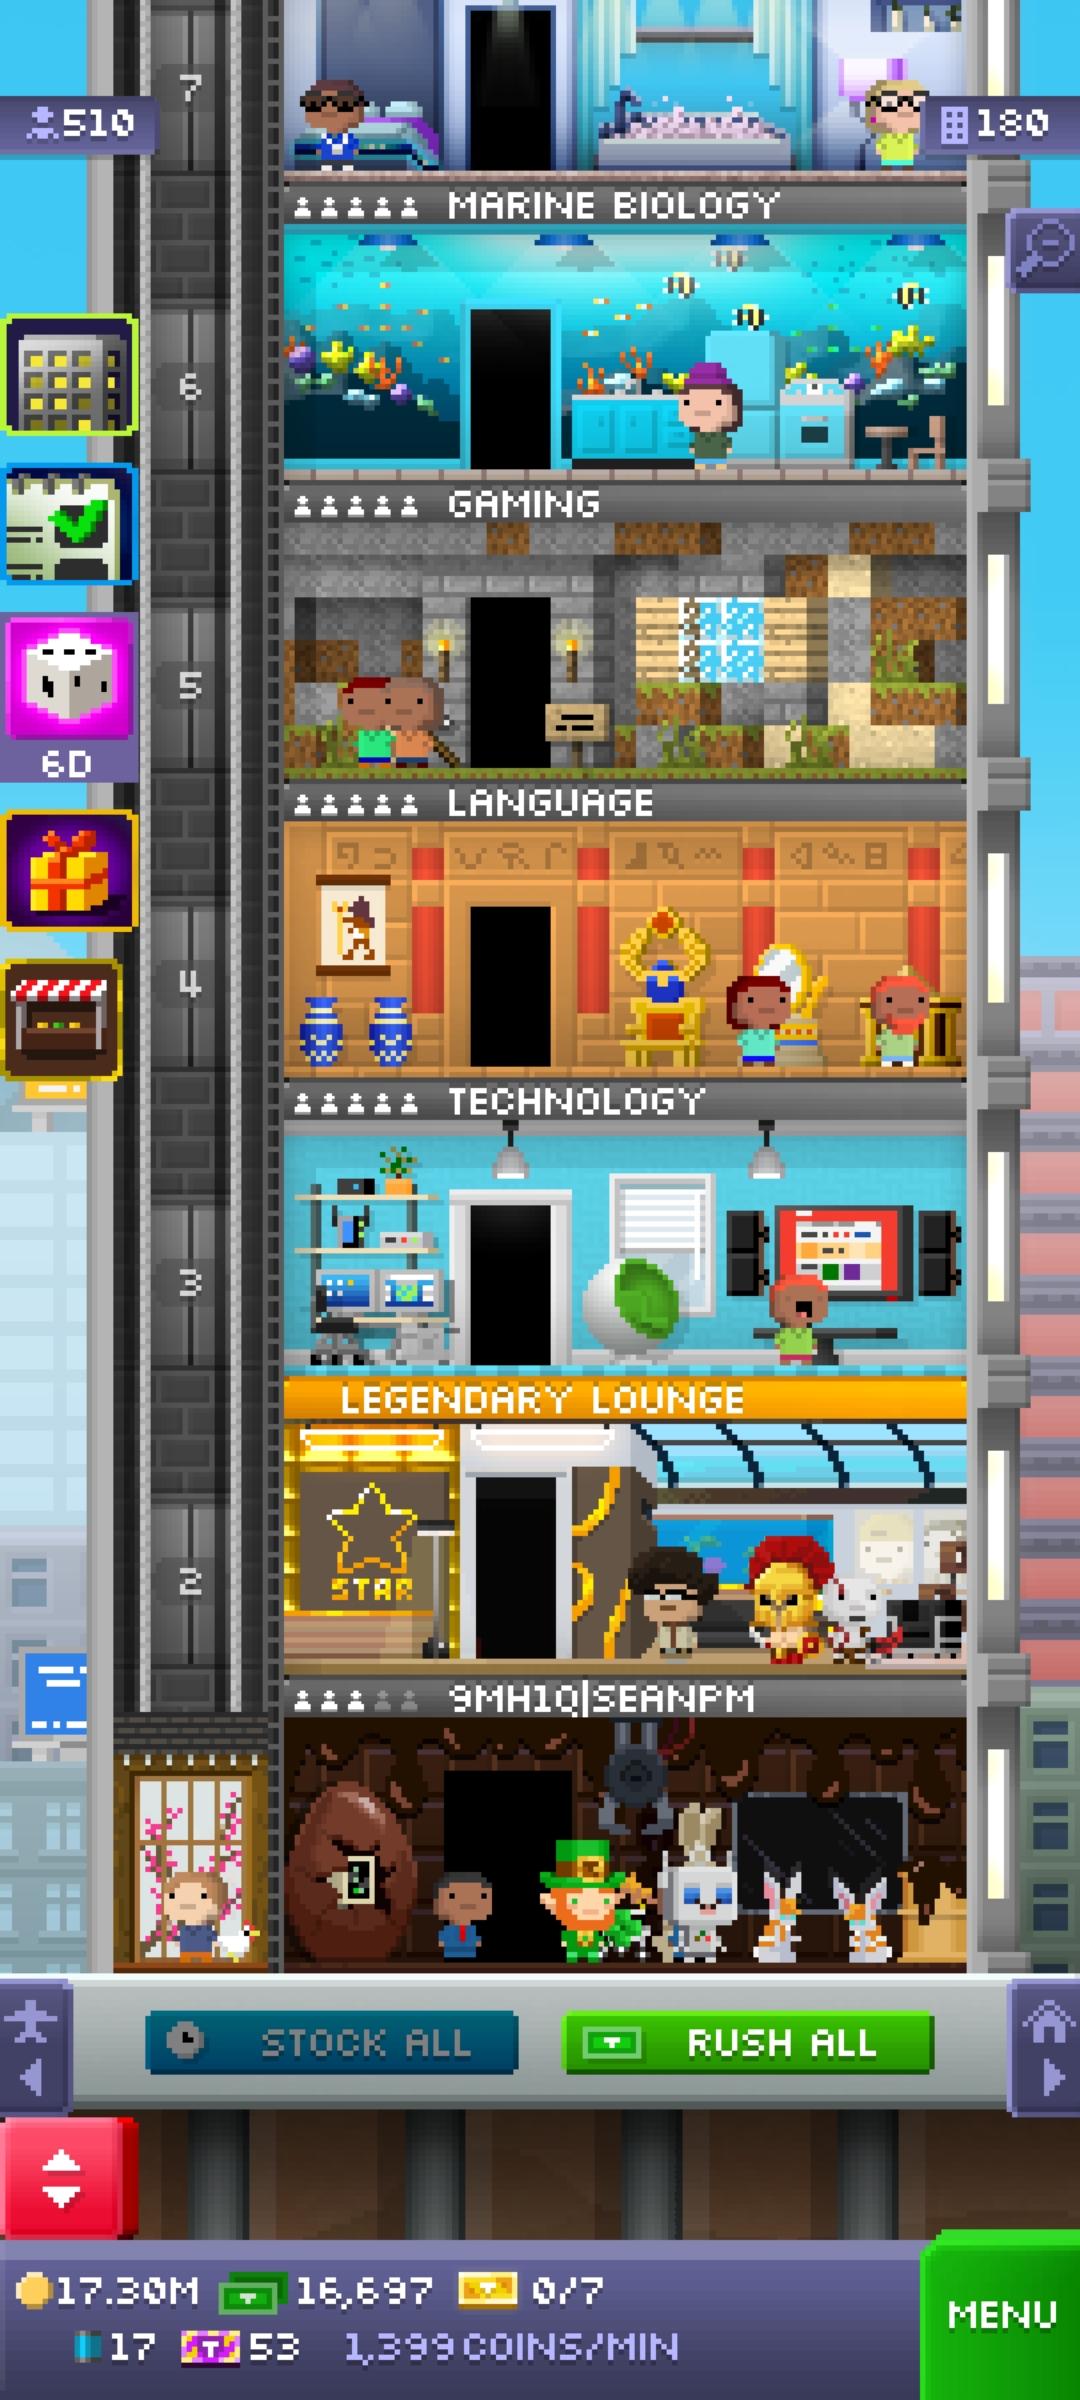 7
510
180
MARINE BIOLOGY
6
GAMING
5
6D
LANGUAGE
4
TECHNOLOGY
3
LEGENDARY LOUNGE
STAR
2
9MH1Q|SEANPM
STOCK ALL
RUSH ALL
17.30M 16,697 0/7
17 53 1,399 COINS/MIN
MENU